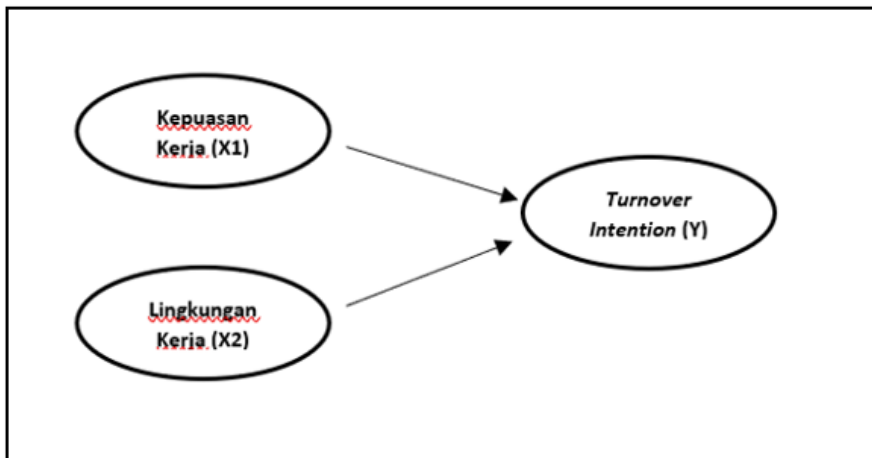 Kepuasan
Kerja (X1)
Turnover
Intention (Y)
Lingkungan
Kerja (X2)